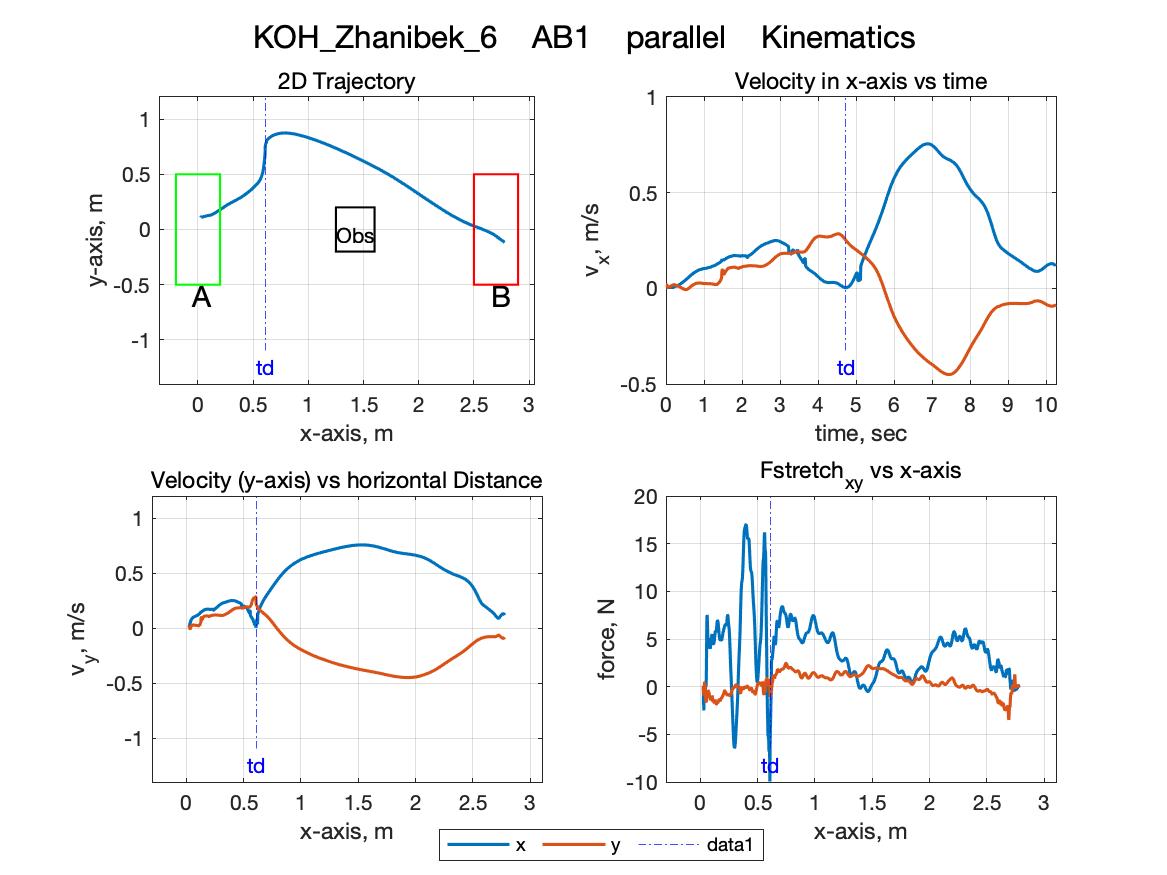 KOH_Zhanibek_6 AB1 parallel Kinematics
2D Trajectory
1
0.5
0
-0.5
-1
y-axis, m
A
Obs
B
td
0 0.5 1 1.5 2 2.5 3
x-axis, m
Velocity in x-axis vs time
1
0.5
0
-0.5
v_x, m/s
td
0 1 2 3 4 5 6 7 8 9 10
time, sec
Velocity (y-axis) vs horizontal Distance
1
0.5
0
-0.5
-1
v_y, m/s
td
0 0.5 1 1.5 2 2.5 3
x-axis, m
Fstretch_xy vs x-axis
20
15
10
5
0
-5
-10
force, N
td
0 0.5 1 1.5 2 2.5 3
x-axis, m
x y data1